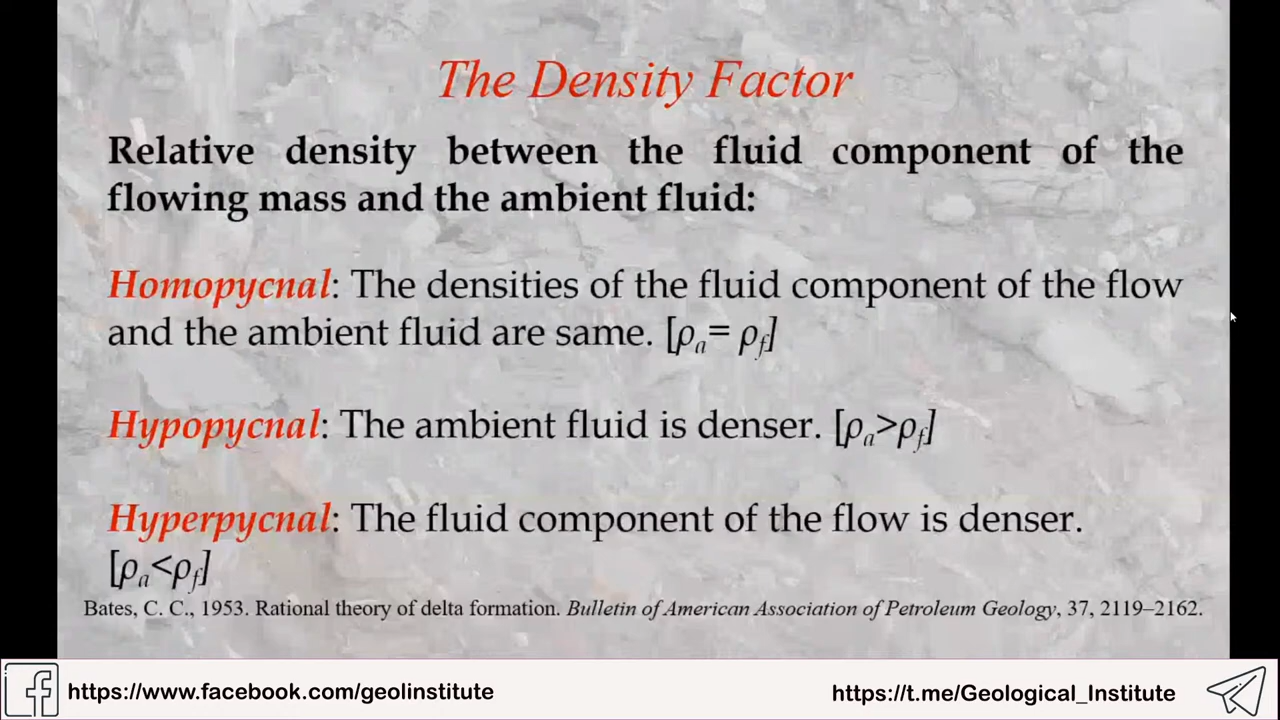 The Density Factor
Relative density between the fluid component of the
flowing mass and the ambient fluid:
Homopycnal: The densities of the fluid component of the flow
and the ambient fluid are same. [ρa= ρf]
Hypopycnal: The ambient fluid is denser. [ρa>ρf]
Hyperpycnal: The fluid component of the flow is denser.
[ρa<ρf]
Bates, C. C., 1953. Rational theory of delta formation. Bulletin of American Association of Petroleum Geology, 37, 2119–2162.
https://www.facebook.com/geolinstitute
https://t.me/Geological_Institute